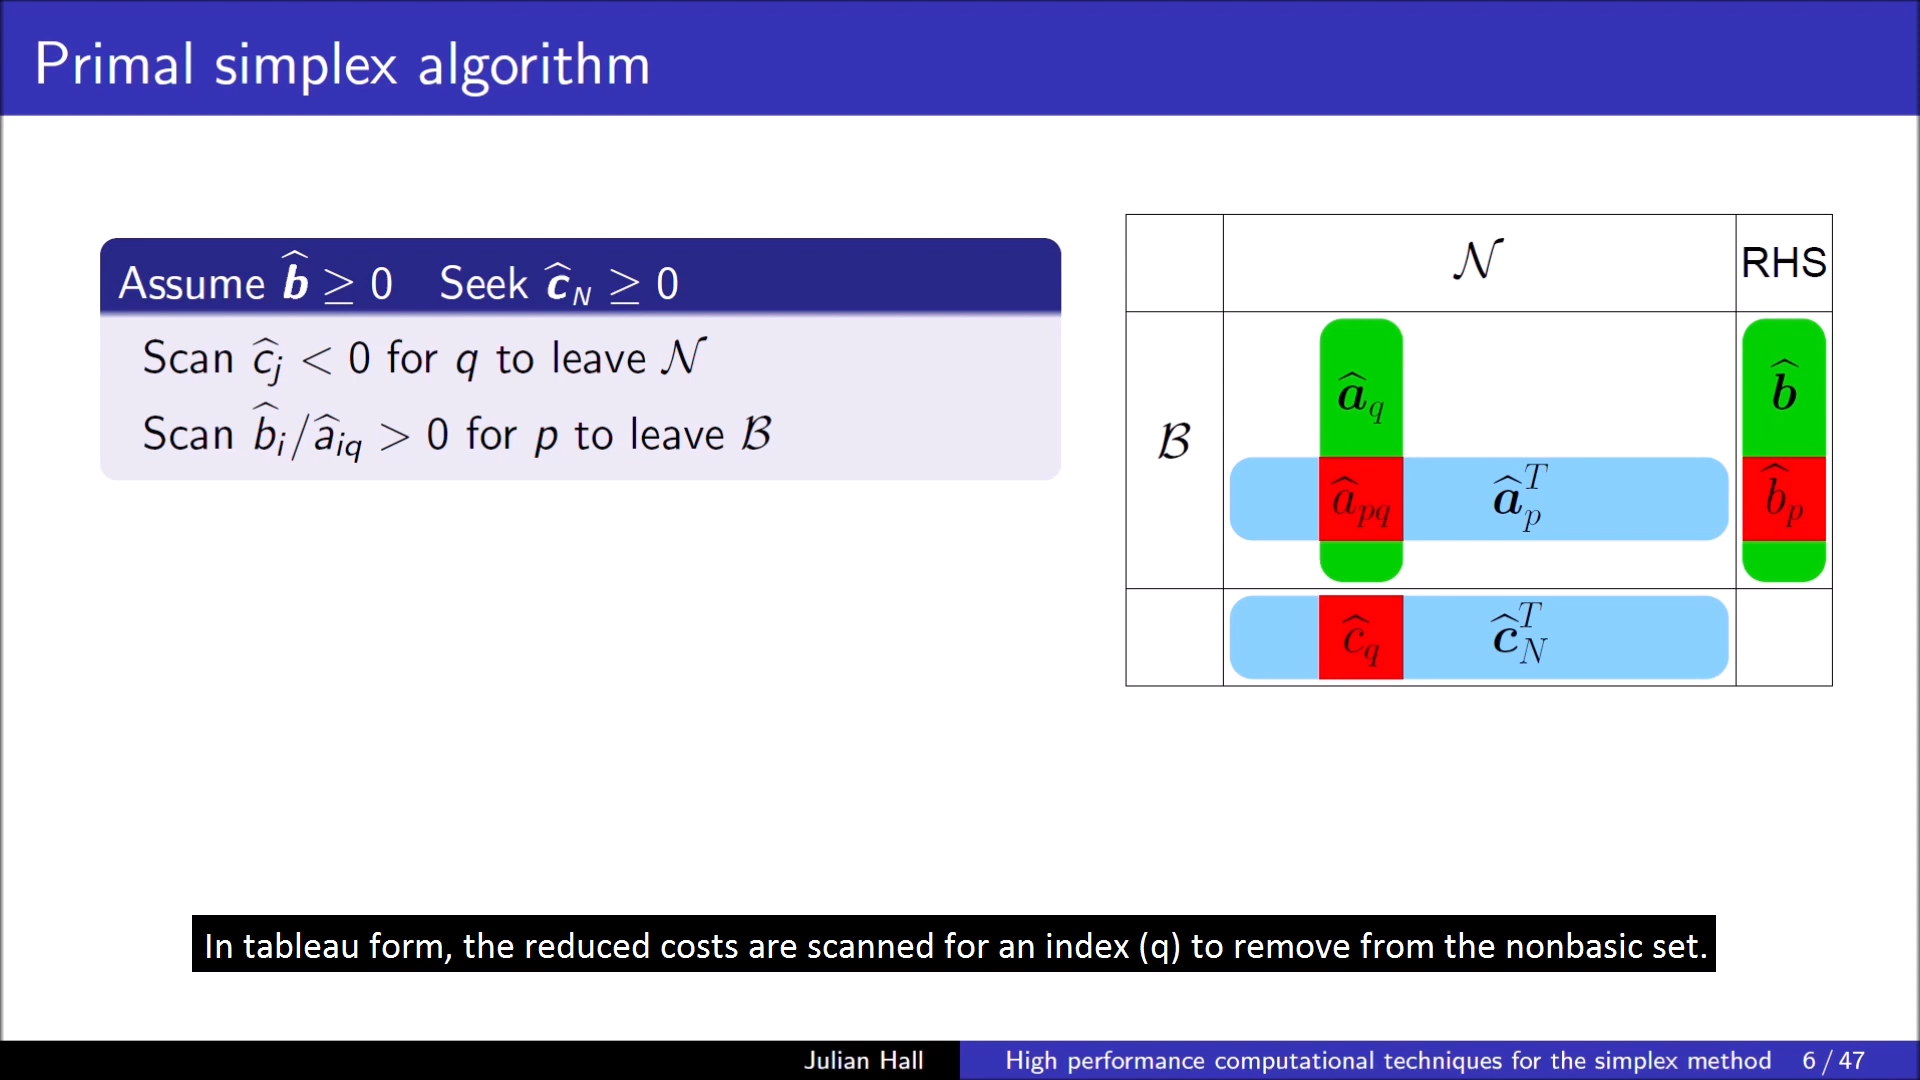 Primal simplex algorithm
Assume b̂ ≥ 0 Seek ĉ_N ≥ 0
Scan ĉ_j < 0 for q to leave 𝒩
Scan b̂_i/â_iq > 0 for p to leave ℬ
𝒩 RHS
ℬ
â_q b̂
â_pq â_p^T b̂_p
ĉ_q ĉ_N^T
In tableau form, the reduced costs are scanned for an index (q) to remove from the nonbasic set.
Julian Hall High performance computational techniques for the simplex method 6 / 47